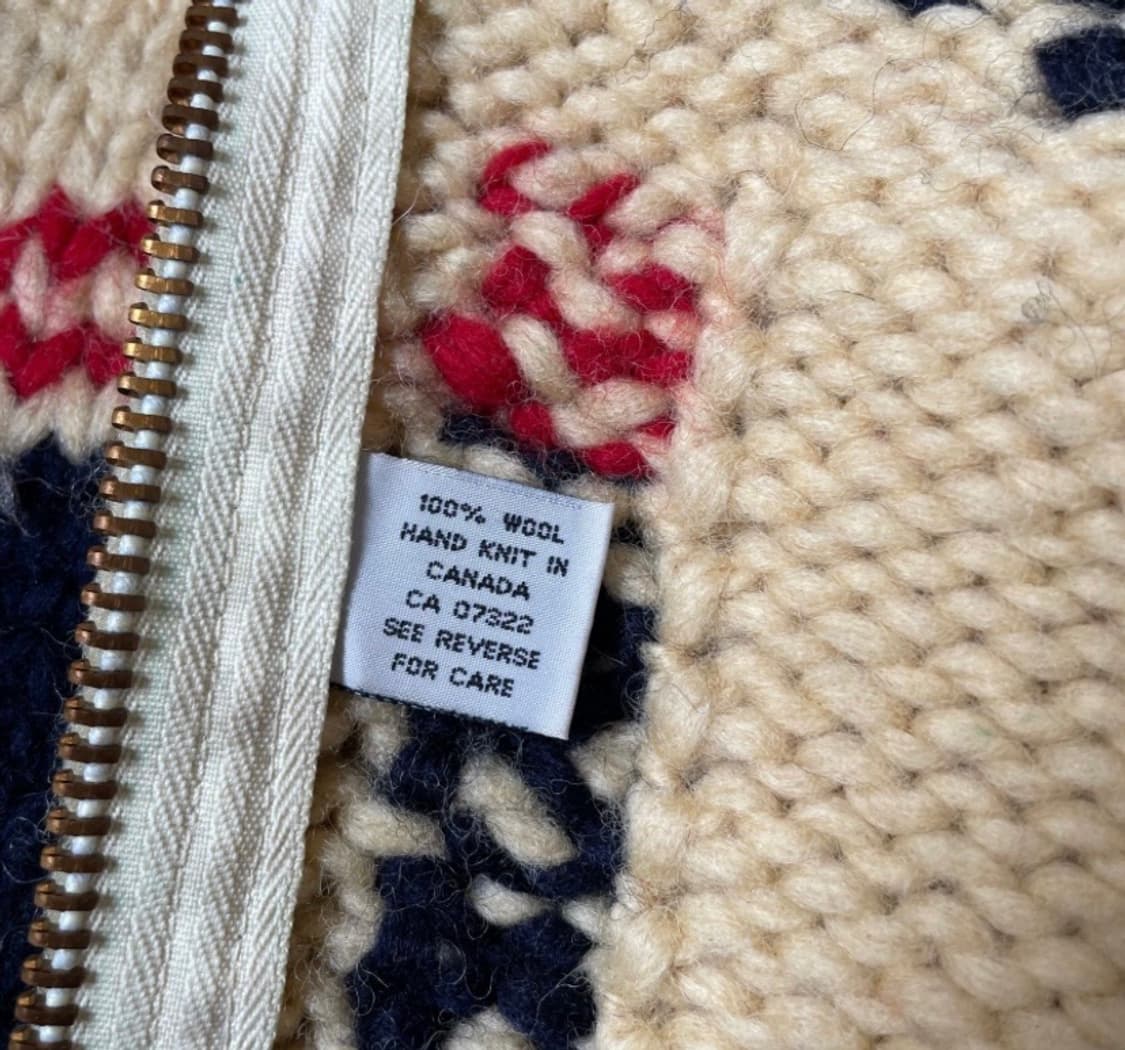 100% WOOL
HAND KNIT IN
CANADA
CA 07322
SEE REVERSE
FOR CARE